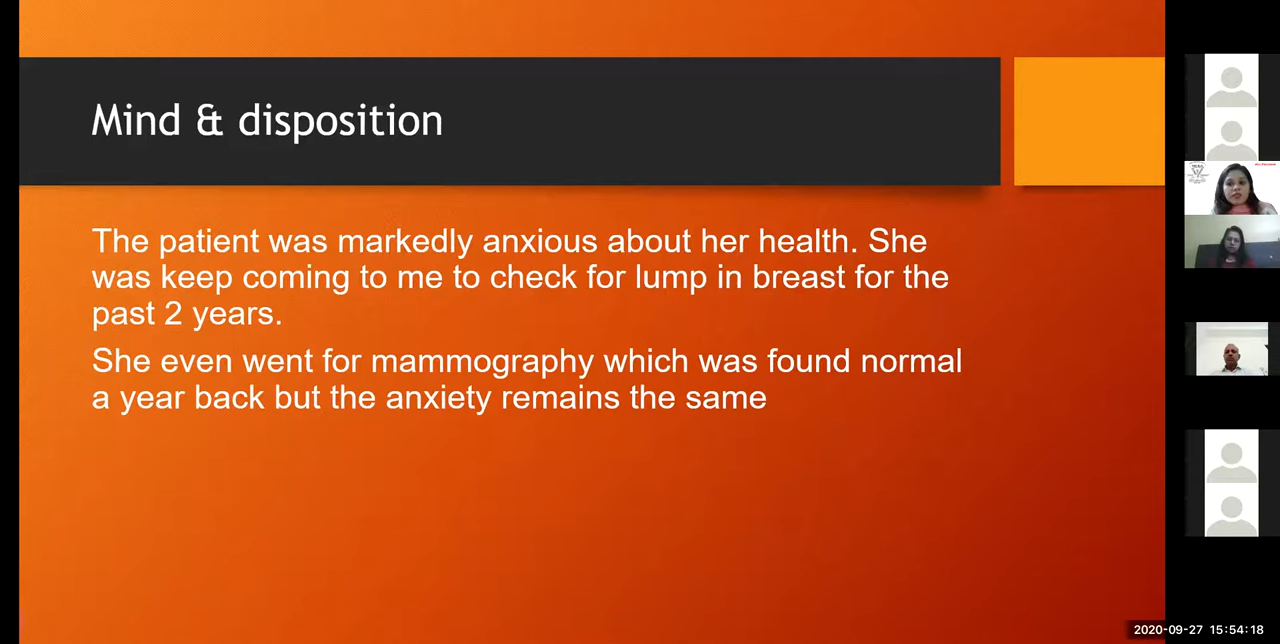 Mind & disposition
The patient was markedly anxious about her health. She
was keep coming to me to check for lump in breast for the
past 2 years.
She even went for mammography which was found normal
a year back but the anxiety remains the same
2020-09-27 15:54:18